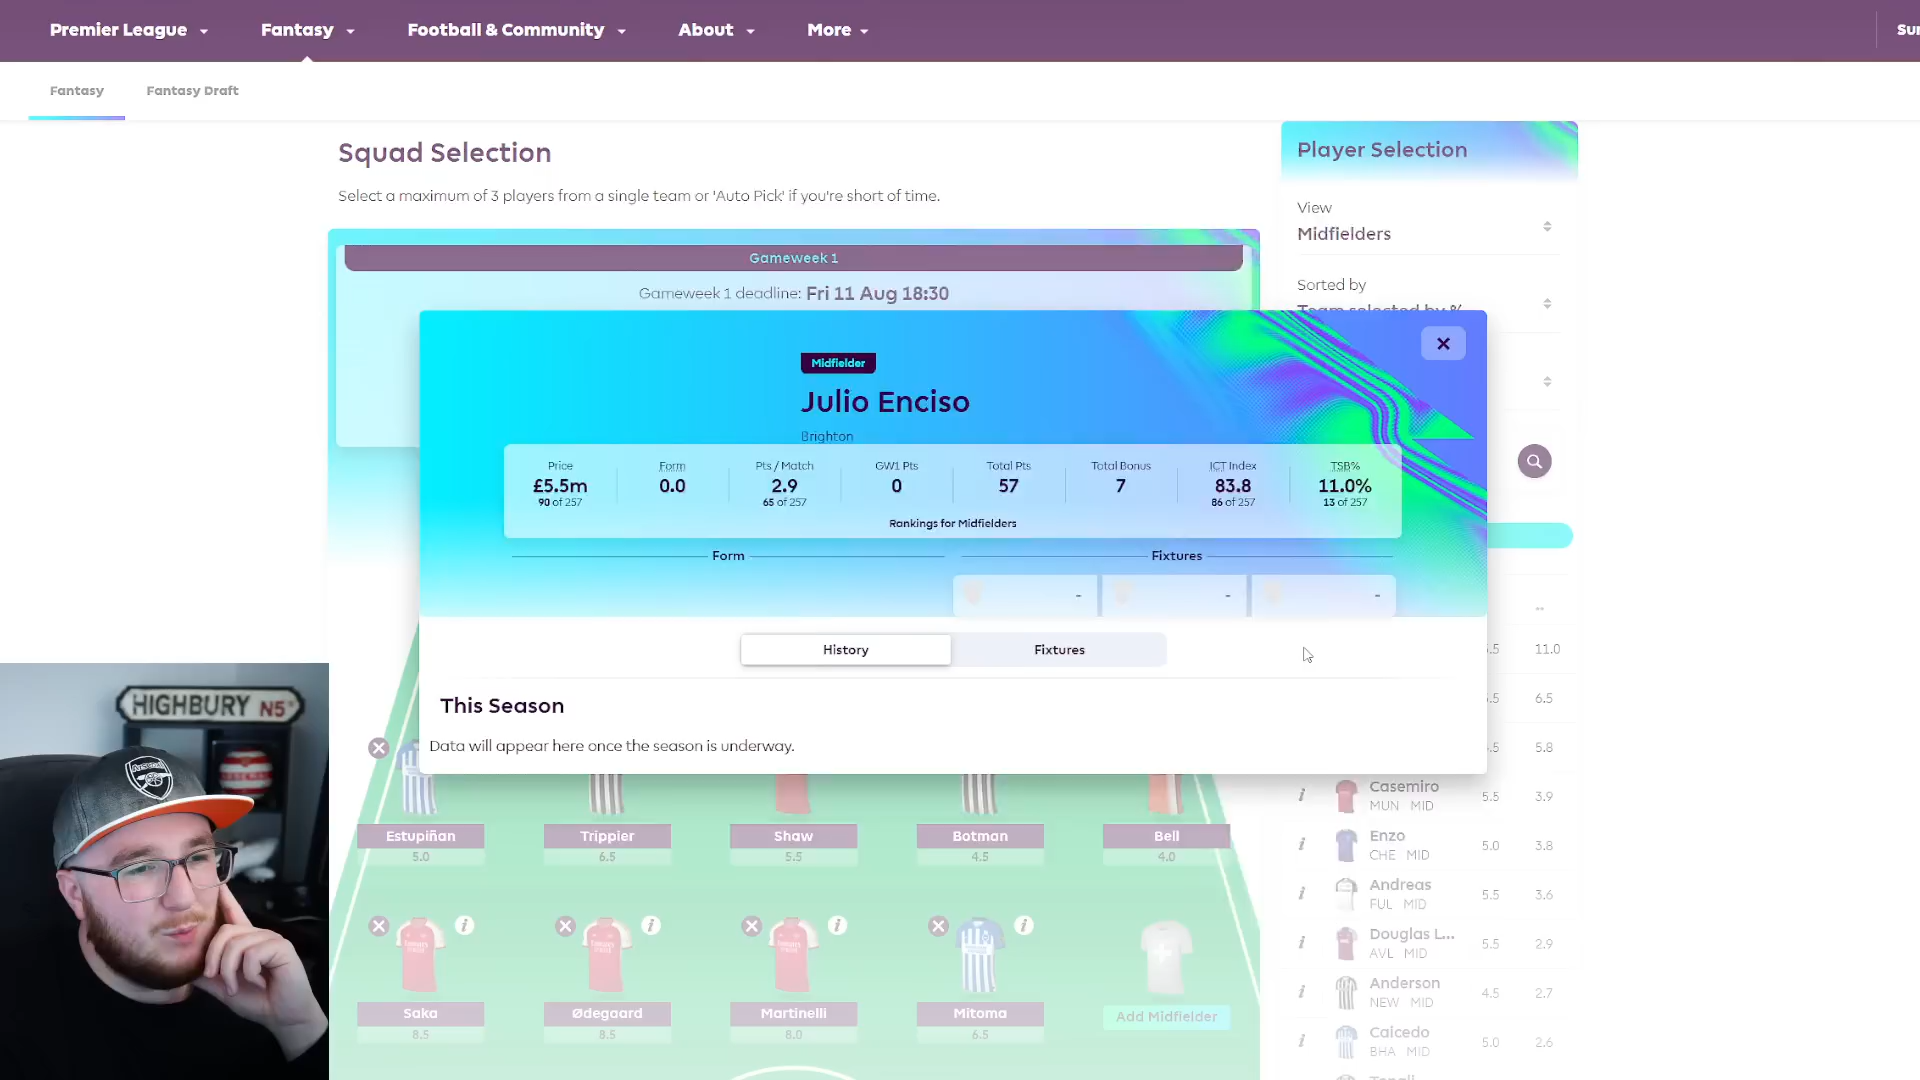 Premier League
Fantasy
Football & Community
About
More
Fantasy
Fantasy Draft
Squad Selection
Select a maximum of 3 players from a single team or 'Auto Pick' if you're short of time.
Gameweek 1
Gameweek 1 deadline: Fri 11 Aug 18:30
Player Selection
View
Midfielders
Sorted by
Team selected by %
Midfielder
Julio Enciso
Brighton
Price
£5.5m
90 of 257
Form
0.0
Pts / Match
2.9
65 of 257
GW1 Pts
0
Total Pts
57
Total Bonus
7
ICT Index
83.8
86 of 257
TSB%
11.0%
13 of 257
Rankings for Midfielders
Form
Fixtures
-
-
-
History
Fixtures
This Season
Data will appear here once the season is underway.
..
.5 11.0
.5 6.5
.5 5.8
i Casemiro 5.5 3.9
MUN MID
i Enzo 5.0 3.8
CHE MID
i Andreas 5.5 3.6
FUL MID
i Douglas L... 5.5 2.9
AVL MID
i Anderson 4.5 2.7
NEW MID
i Caicedo 5.0 2.6
BHA MID
Estupiñan
5.0
Trippier
6.5
Shaw
5.5
Botman
4.5
Bell
4.0
Saka
8.5
Ødegaard
8.5
Martinelli
8.0
Mitoma
6.5
Add Midfielder
HIGHBURY N5
Arsenal